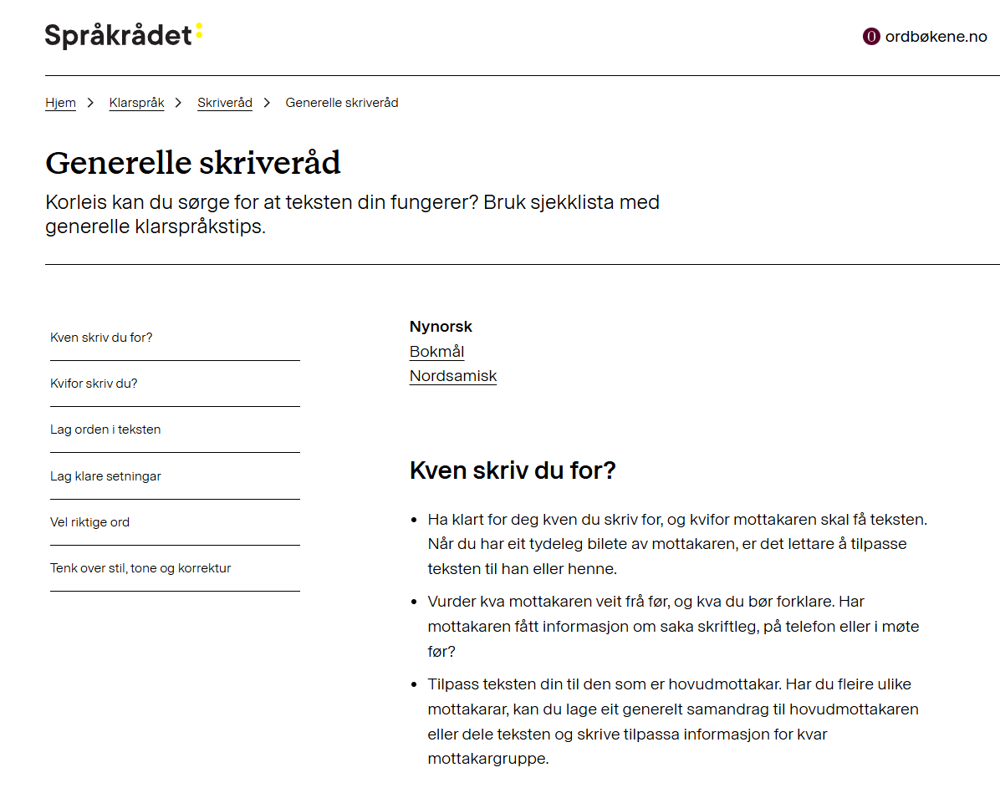 Språkrådet:
ordbøkene.no
Hjem > Klarspråk > Skriveråd > Generelle skriveråd
Generelle skriveråd
Korleis kan du sørge for at teksten din fungerer? Bruk sjekklista med
generelle klarspråkstips.
Kven skriv du for?
Kvifor skriv du?
Lag orden i teksten
Lag klare setningar
Vel riktige ord
Tenk over stil, tone og korrektur
Nynorsk
Bokmål
Nordsamisk
Kven skriv du for?
• Ha klart for deg kven du skriv for, og kvifor mottakaren skal få teksten.
Når du har eit tydeleg bilete av mottakaren, er det lettare å tilpasse
teksten til han eller henne.
• Vurder kva mottakaren veit frå før, og kva du bør forklare. Har
mottakaren fått informasjon om saka skriftleg, på telefon eller i møte
før?
• Tilpass teksten din til den som er hovudmottakar. Har du fleire ulike
mottakarar, kan du lage eit generelt samandrag til hovudmottakaren
eller dele teksten og skrive tilpassa informasjon for kvar
mottakargruppe.